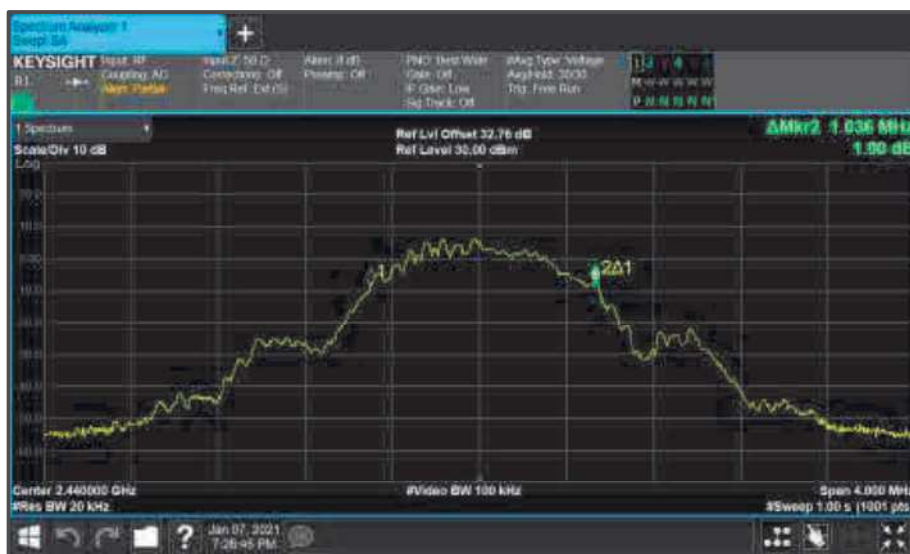 Spectrum Analyzer 1
Swept SA
+
KEYSIGHT Input: RF Input Z: 50 Ω Atten: PNO: Best Wide #Avg Type: Voltage 1
R L Coupling: AC Corrections: Off Preamp: Off Gate: Off Avg|Hold: 30/30
Align: Partial Freq Ref: Ext (S) IF Gain: Low Trig: Free Run
Sig Track: Off
P N N N N N
1 Spectrum Ref Lvl Offset 32.76 dB ΔMkr2 1.036 MHz
Scale/Div 10 dB Ref Level 30.00 dBm 1.90 dB
Log
1
2Δ1
Center 2.440000 GHz #Video BW 100 kHz Span 4.000 MHz
#Res BW 20 kHz #Sweep 1.00 s (1001 pts)
? Jan 07, 2021
7:26:45 PM